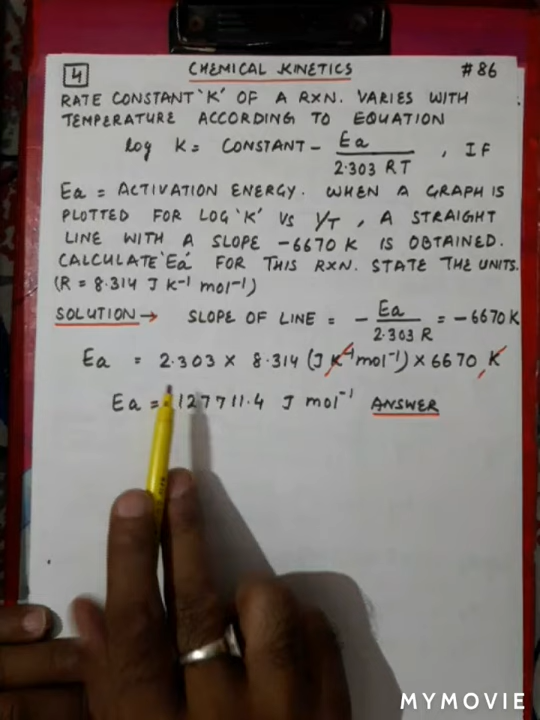 4 CHEMICAL KINETICS #86
RATE CONSTANT 'K' OF A RXN. VARIES WITH
TEMPERATURE ACCORDING TO EQUATION
log K = CONSTANT - Ea / 2.303 RT , IF
Ea = ACTIVATION ENERGY. WHEN A GRAPH IS
PLOTTED FOR LOG 'K' VS 1/T , A STRAIGHT
LINE WITH A SLOPE -6670 K IS OBTAINED.
CALCULATE 'Ea' FOR THIS RXN. STATE THE UNITS.
(R = 8.314 J K⁻¹ mol⁻¹)
SOLUTION → SLOPE OF LINE = - Ea / 2.303 R = -6670 K
Ea = 2.303 × 8.314 (J K⁻¹ mol⁻¹) × 6670 K
Ea = 127711.4 J mol⁻¹ ANSWER
MYMOVIE